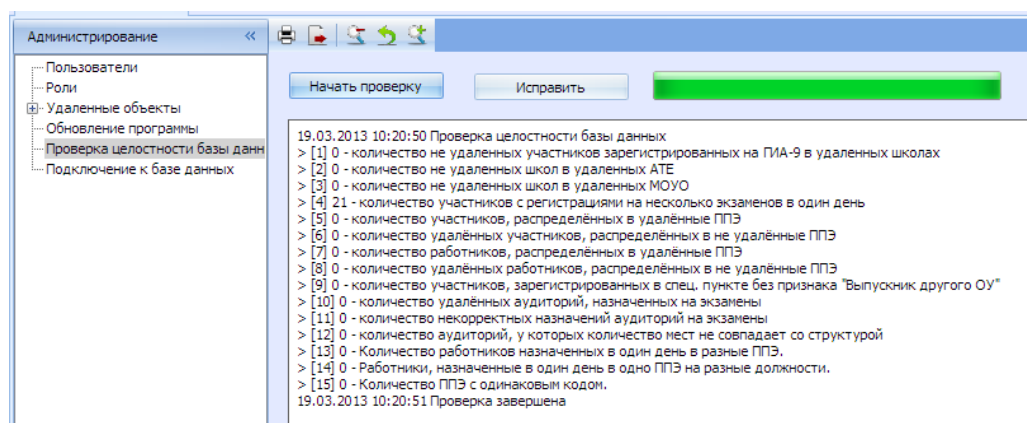 Администрирование
Пользователи
Роли
Удаленные объекты
Обновление программы
Проверка целостности базы данн
Подключение к базе данных
Начать проверку
Исправить
19.03.2013 10:20:50 Проверка целостности базы данных
> [1] 0 - количество не удаленных участников зарегистрированных на ГИА-9 в удаленных школах
> [2] 0 - количество не удаленных школ в удаленных АТЕ
> [3] 0 - количество не удаленных школ в удаленных МОУО
> [4] 21 - количество участников с регистрациями на несколько экзаменов в один день
> [5] 0 - количество участников, распределённых в удалённые ППЭ
> [6] 0 - количество удалённых участников, распределённых в не удалённые ППЭ
> [7] 0 - количество работников, распределённых в удалённые ППЭ
> [8] 0 - количество удалённых работников, распределённых в не удалённые ППЭ
> [9] 0 - количество участников, зарегистрированных в спец. пункте без признака "Выпускник другого ОУ"
> [10] 0 - количество удалённых аудиторий, назначенных на экзамены
> [11] 0 - количество некорректных назначений аудиторий на экзамены
> [12] 0 - количество аудиторий, у которых количество мест не совпадает со структурой
> [13] 0 - Количество работников назначенных в один день в разные ППЭ.
> [14] 0 - Работники, назначенные в один день в одно ППЭ на разные должности.
> [15] 0 - Количество ППЭ с одинаковым кодом.
19.03.2013 10:20:51 Проверка завершена